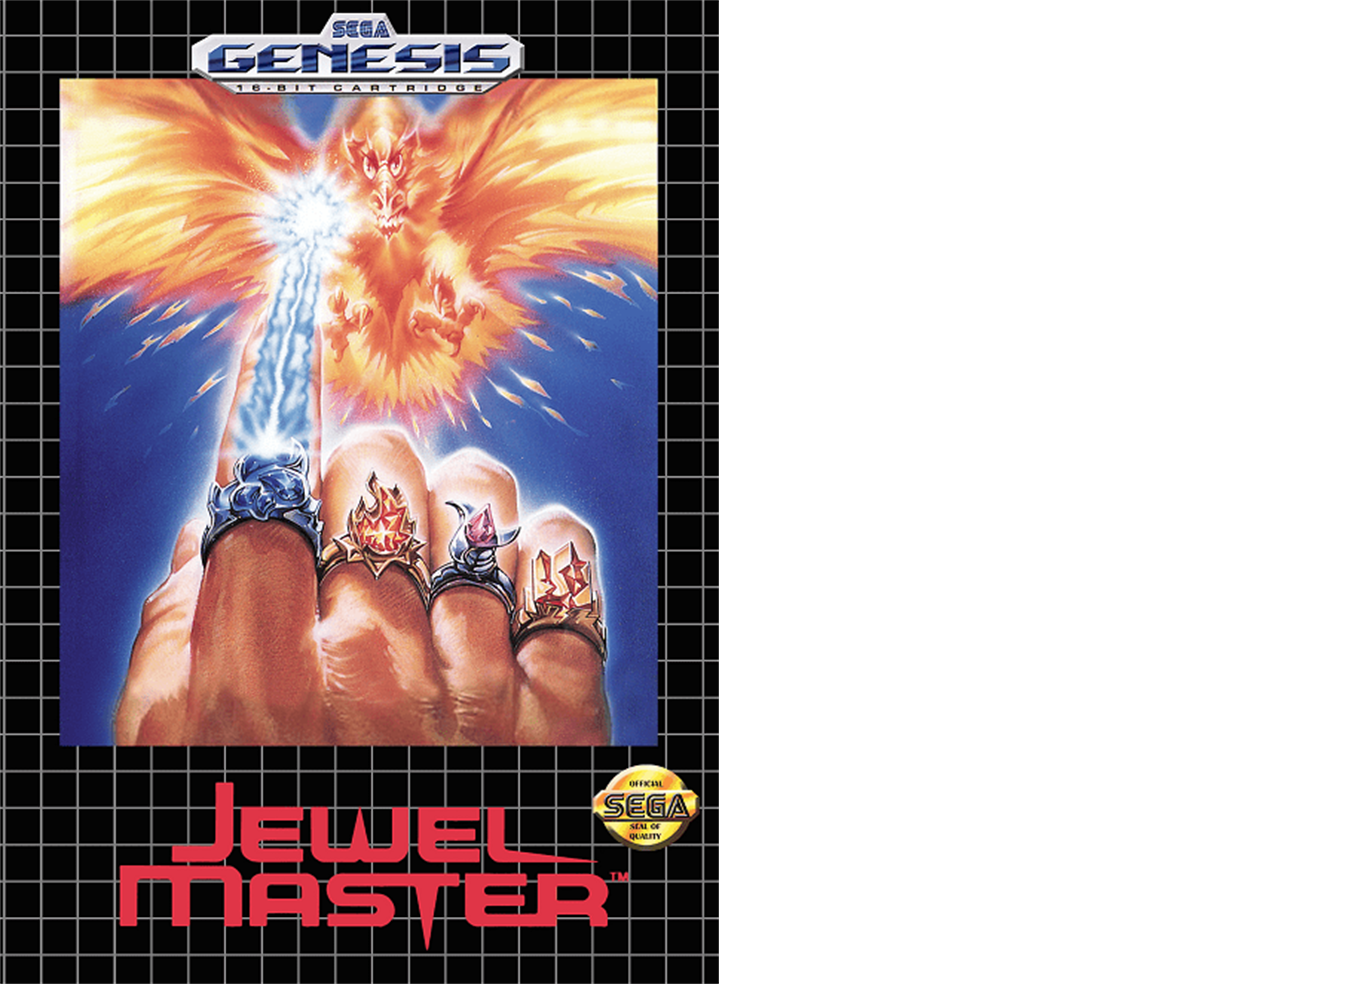 SEGA
GENESIS
16-BIT CARTRIDGE
JEWEL
MASTER™
OFFICIAL
SEGA
SEAL OF
QUALITY